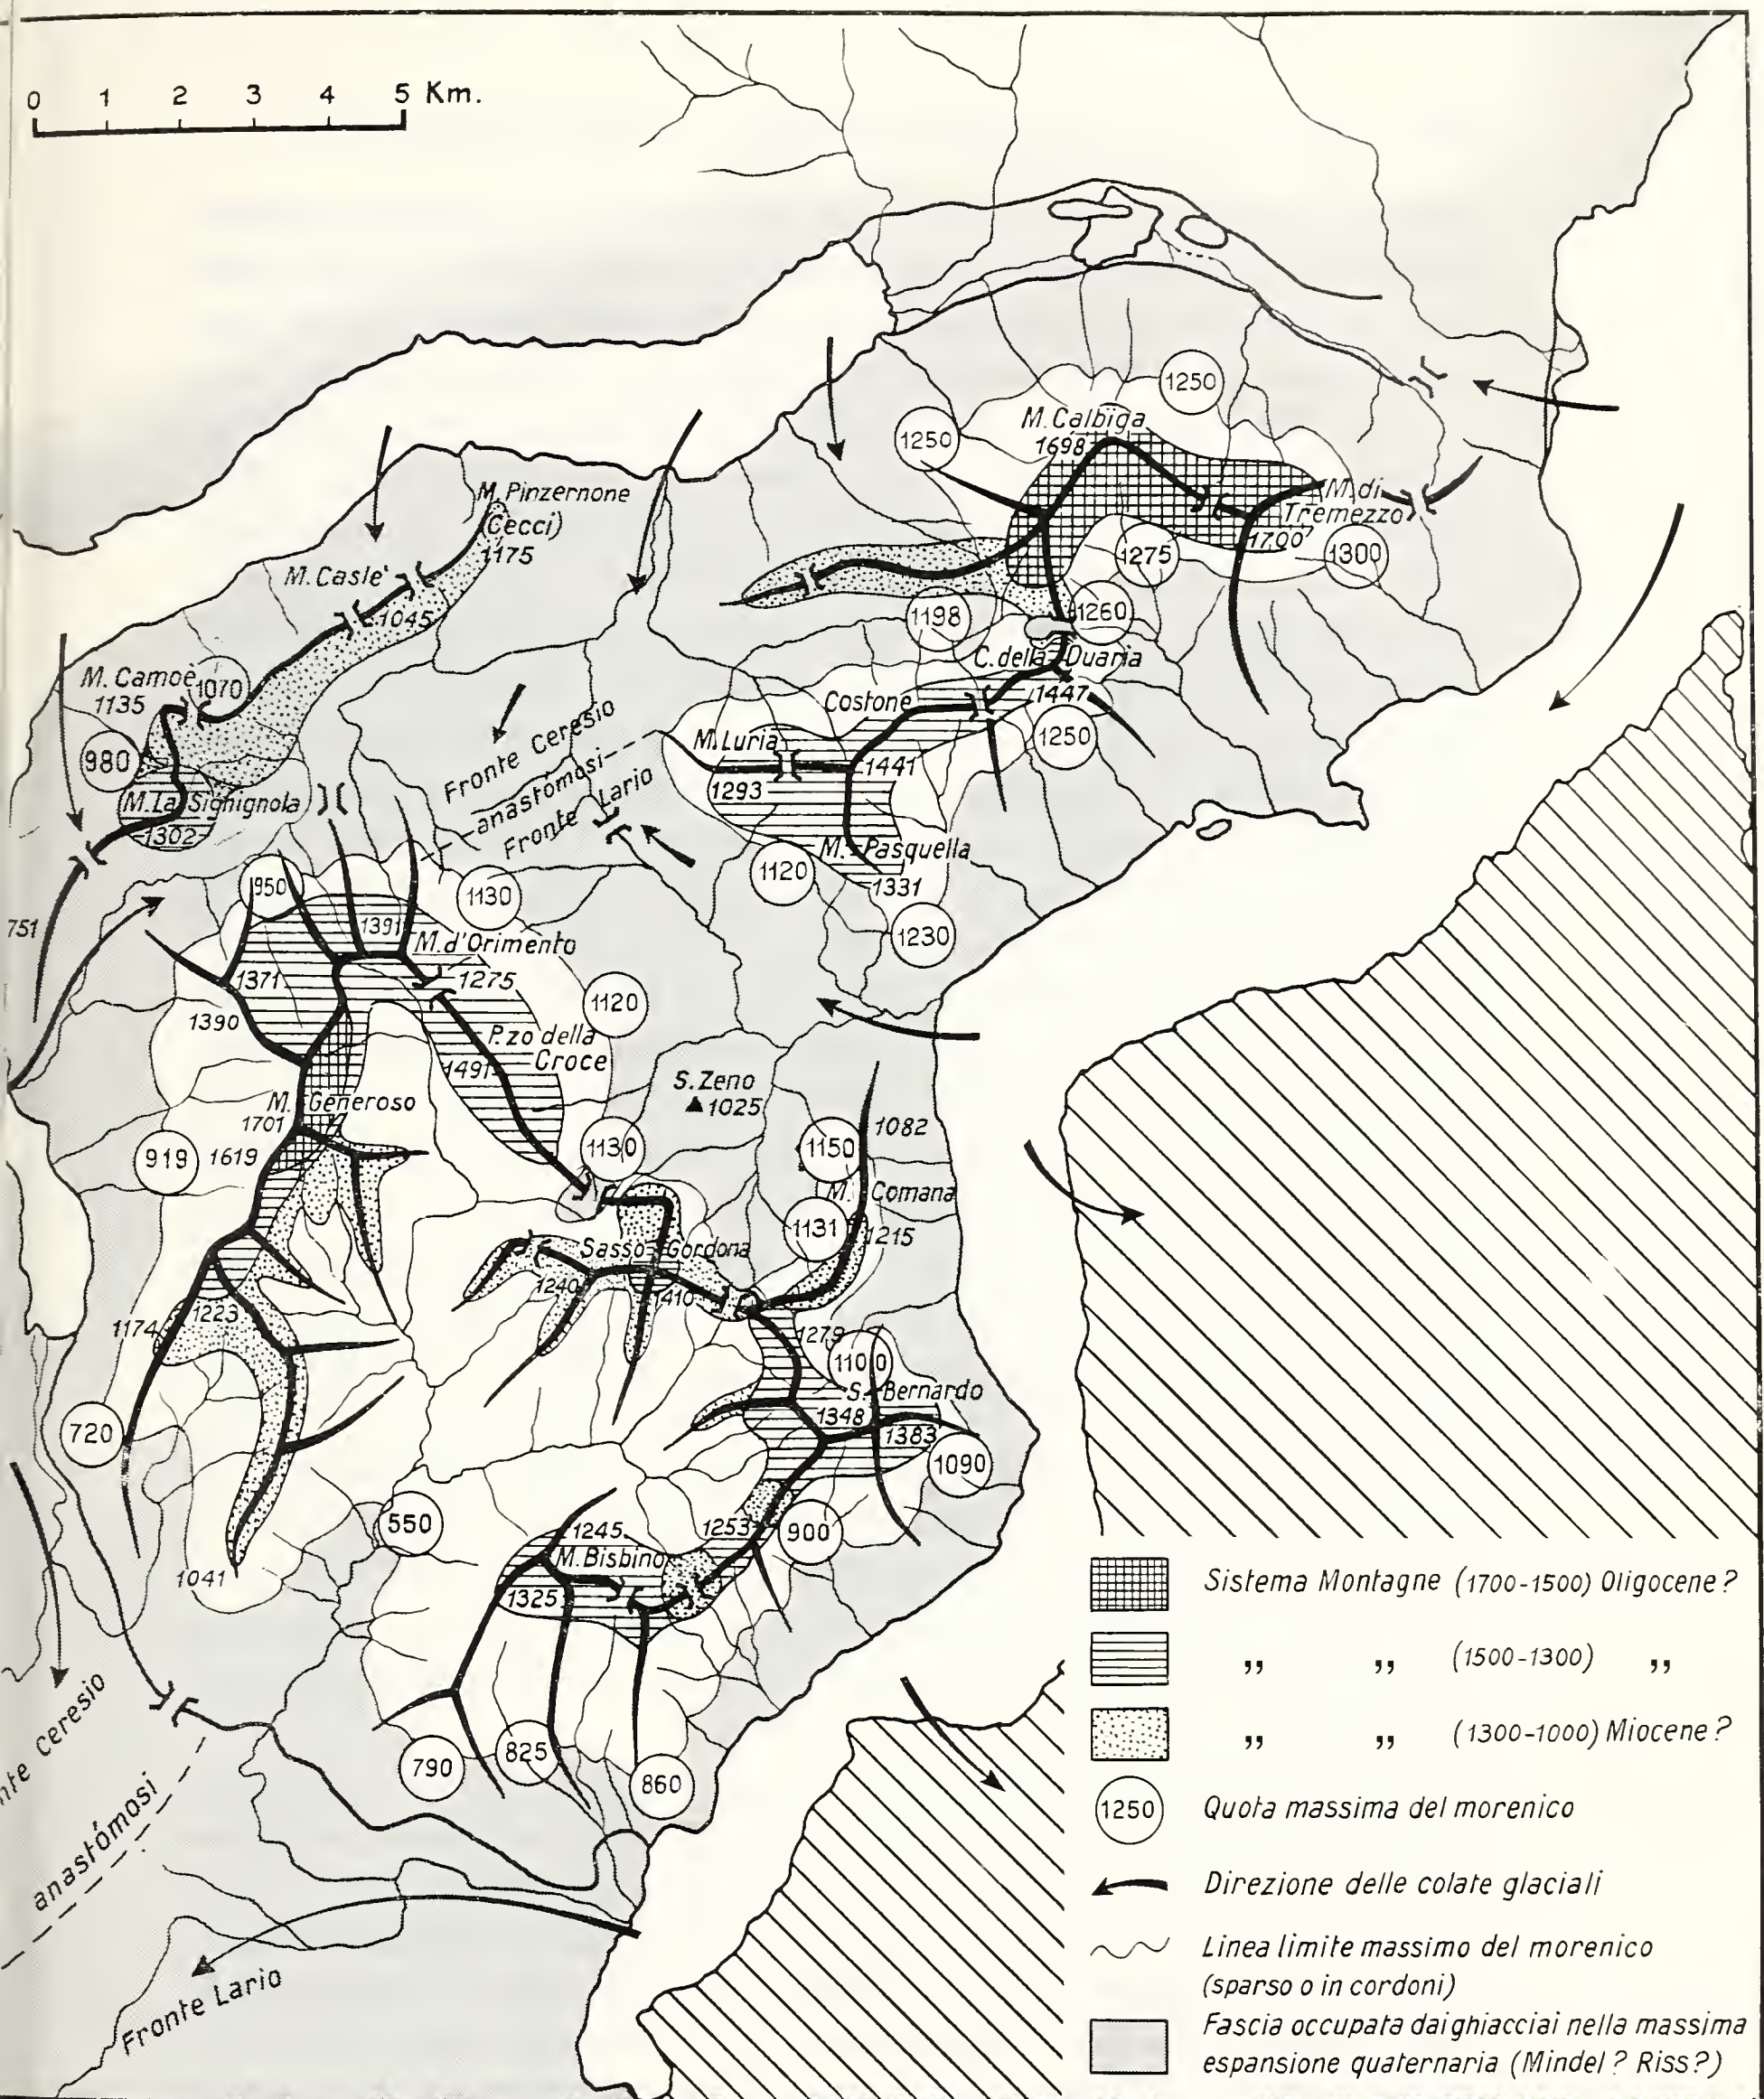 0 1 2 3 4 5 Km.
1250
M. Calbiga
1698
1250
M. Pinzernone
(Cecci)
1175
M. di
Tremezzo
1700
1300
1275
M. Casle'
1045
1260
1198
C. della Duaria
1447
M. Camoè
1135
1070
Costone
1250
980
Fronte Ceresio
anastómosi
Fronte Lario
M. Luria
1441
1293
M. La Sighignola
1302
M. Pasquella
1331
1120
1230
950
1130
751
1391
M. d'Orimento
1275
1371
1120
1390
P.zo della
Croce
1491
S. Zeno
1025
M. Generoso
1701
919
1619
1130
1150
1082
M. Comana
1131
1215
Sasso Gordona
1240
1410
1223
1174
1279
1100
S. Bernardo
1348
1383
720
1090
550
1245
1253
900
M. Bisbino
1325
1041
790
825
860
nte Ceresio
anastómosi
Fronte Lario
Sistema Montagne (1700-1500) Oligocene?
,, ,, (1500-1300) ,,
,, ,, (1300-1000) Miocene?
1250 Quota massima del morenico
Direzione delle colate glaciali
Linea limite massimo del morenico
(sparso o in cordoni)
Fascia occupata dai ghiacciai nella massima
espansione quaternaria (Mindel? Riss?)